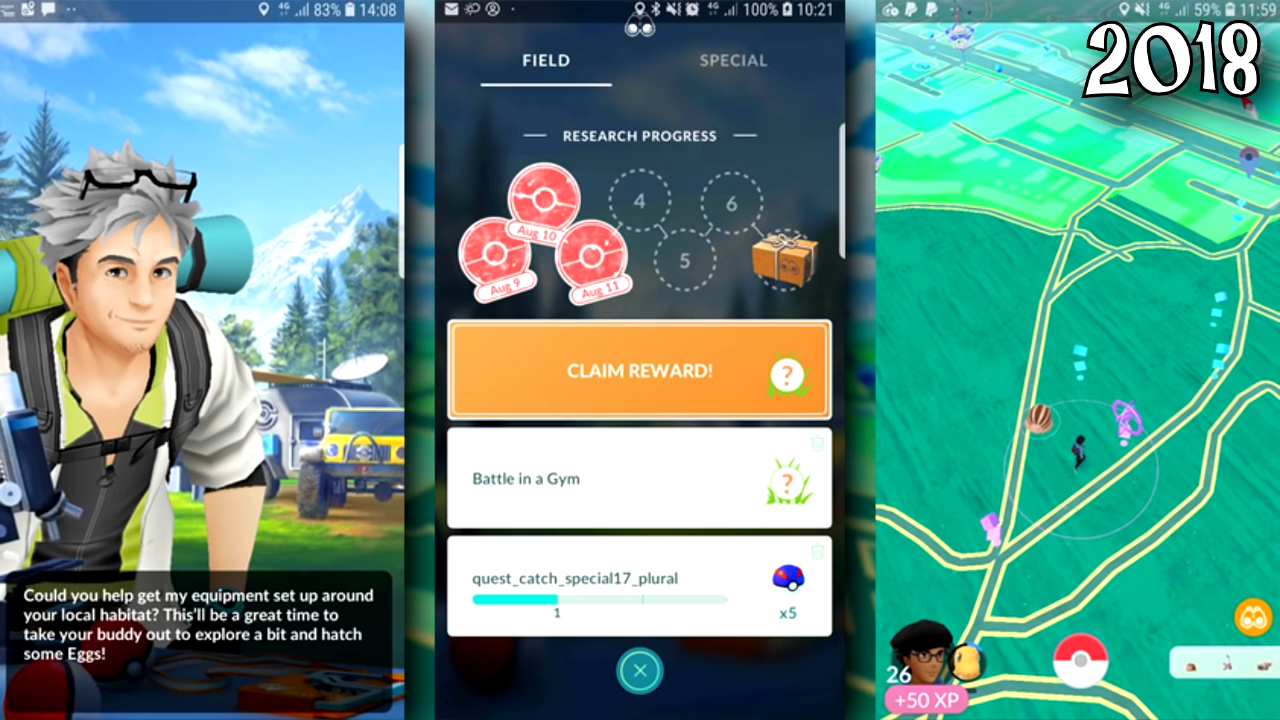 4G 83% 14:08
Could you help get my equipment set up around
your local habitat? This'll be a great time to
take your buddy out to explore a bit and hatch
some Eggs!
4G 100% 10:21
FIELD SPECIAL
RESEARCH PROGRESS
4 6
Aug 10
5
Aug 9 Aug 11
CLAIM REWARD! ?
Battle in a Gym ?
quest_catch_special17_plural
1 x5
4G 59% 11:59
2018
26
+50 XP